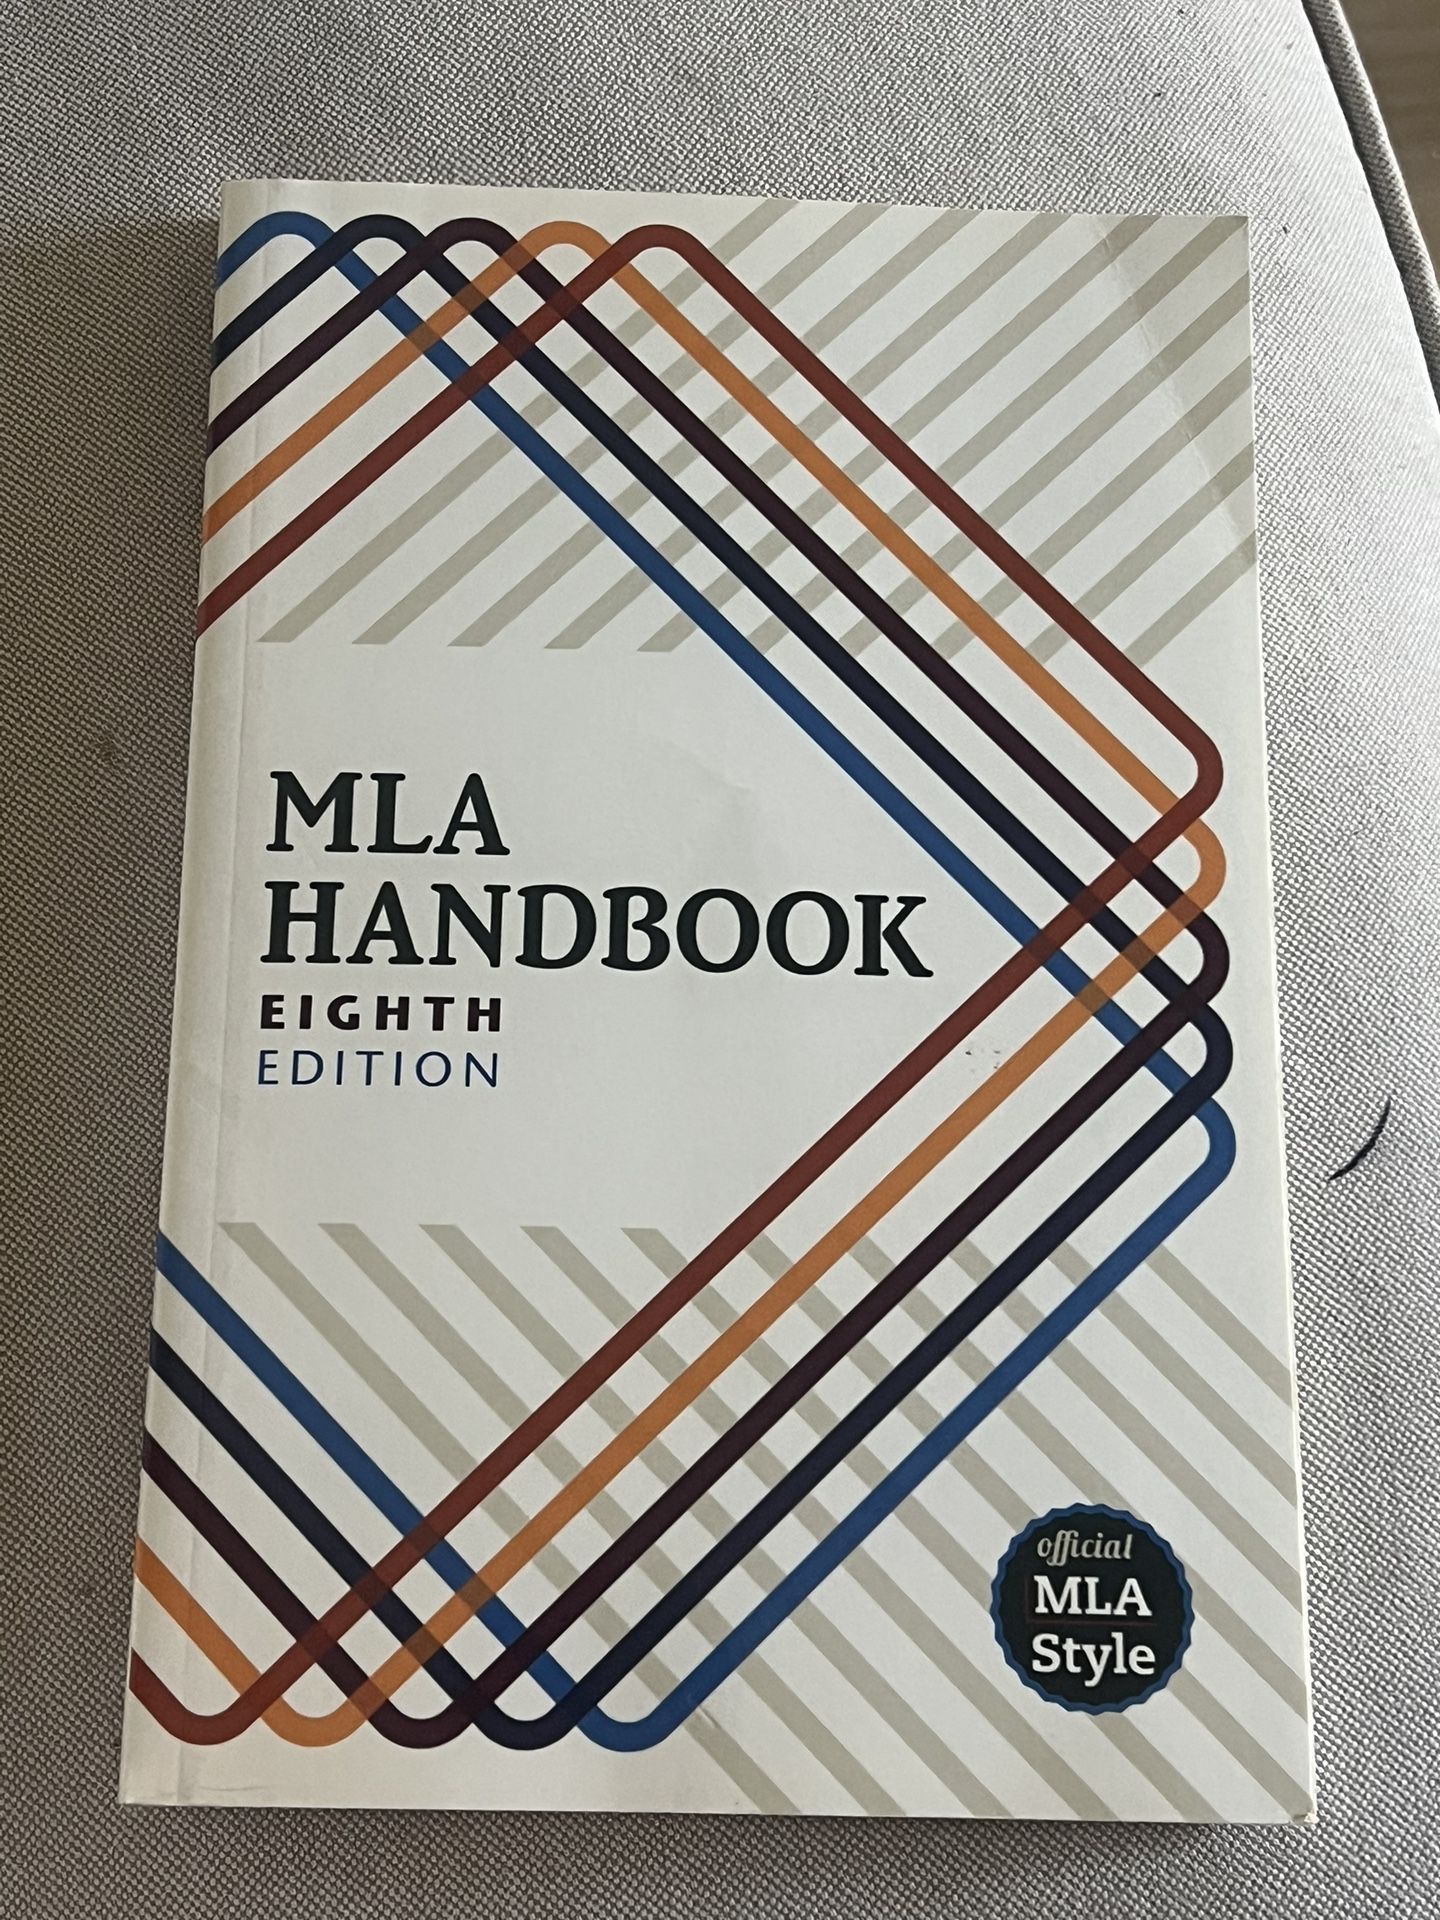 MLA
HANDBOOK
EIGHTH
EDITION
official
MLA
Style